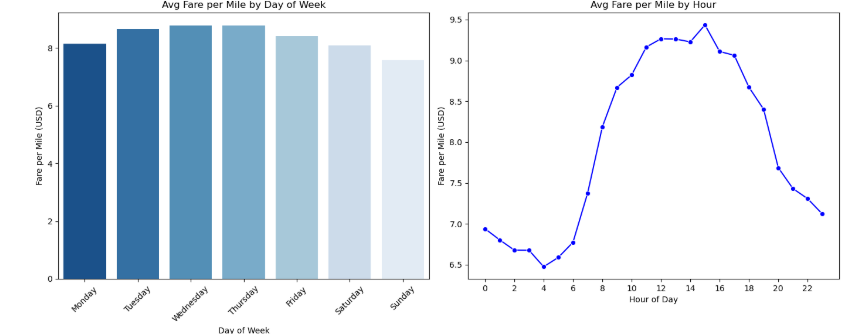 Avg Fare per Mile by Day of Week
Fare per Mile (USD)
8
6
4
2
0
Monday
Tuesday
Wednesday
Thursday
Friday
Saturday
Sunday
Day of Week
Avg Fare per Mile by Hour
Fare per Mile (USD)
9.5
9.0
8.5
8.0
7.5
7.0
6.5
0 2 4 6 8 10 12 14 16 18 20 22
Hour of Day